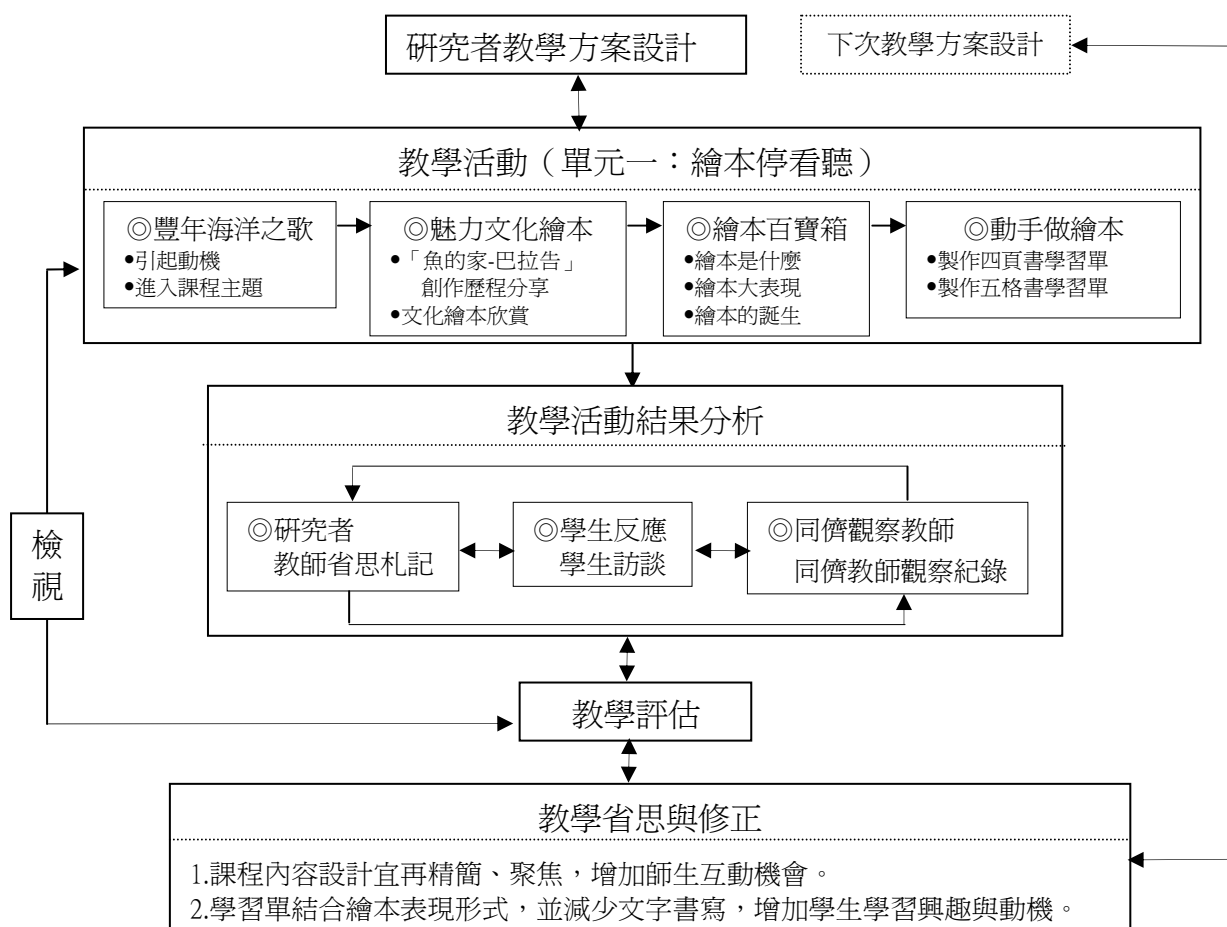 研究者教學方案設計
下次教學方案設計
教學活動（單元一：繪本停看聽）
◎豐年海洋之歌
●引起動機
●進入課程主題
◎魅力文化繪本
●「魚的家-巴拉告」
創作歷程分享
●文化繪本欣賞
◎繪本百寶箱
●繪本是什麼
●繪本大表現
●繪本的誕生
◎動手做繪本
●製作四頁書學習單
●製作五格書學習單
教學活動結果分析
◎研究者
教師省思札記
◎學生反應
學生訪談
◎同儕觀察教師
同儕教師觀察紀錄
檢
視
教學評估
教學省思與修正
1.課程內容設計宜再精簡、聚焦，增加師生互動機會。
2.學習單結合繪本表現形式，並減少文字書寫，增加學生學習興趣與動機。